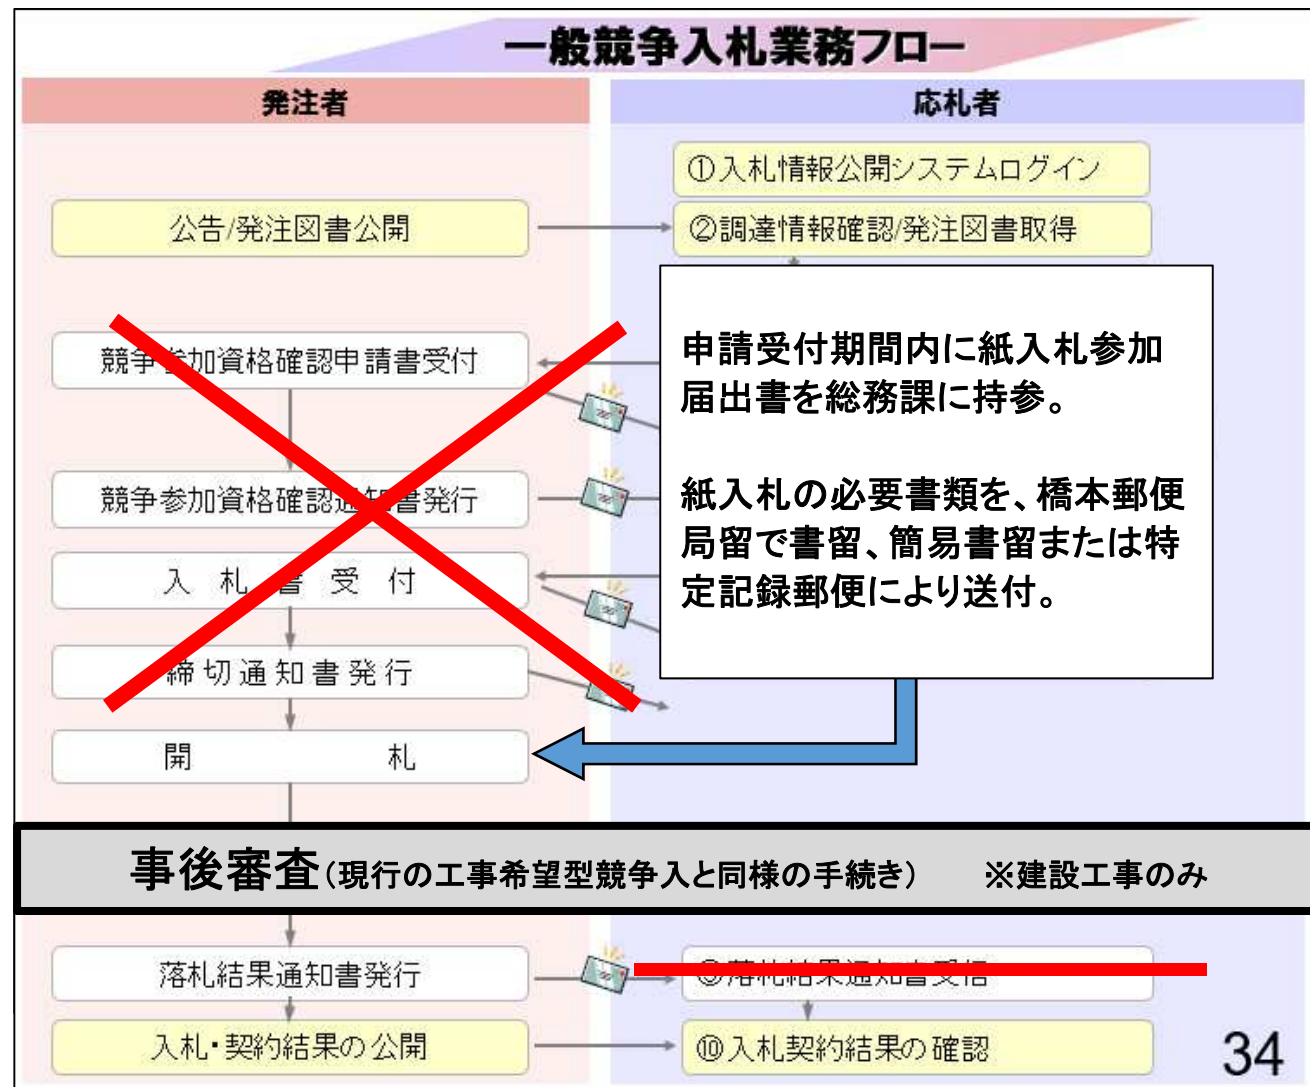 一般競争入札業務フロー
発注者
応札者
①入札情報公開システムログイン
公告/発注図書公開
②調達情報確認/発注図書取得
競争参加資格確認申請書受付
申請受付期間内に紙入札参加
届出書を総務課に持参。
紙入札の必要書類を、橋本郵便
局留で書留、簡易書留または特
定記録郵便により送付。
競争参加資格確認通知書発行
入札書受付
締切通知書発行
開札
事後審査(現行の工事希望型競争入と同様の手続き) ※建設工事のみ
落札結果通知書発行
落札結果通知書受信
入札・契約結果の公開
⑩入札契約結果の確認
34